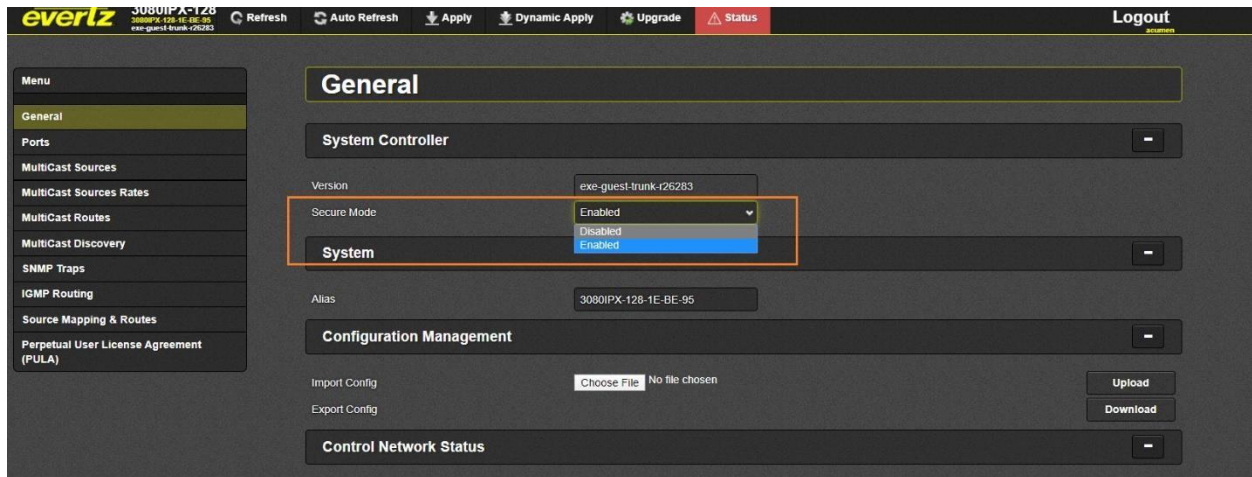 evertz
3080IPX-128
3080IPX-128-1E-BE-95
exe-guest-trunk-r26283
Refresh
Auto Refresh
Apply
Dynamic Apply
Upgrade
Status
Logout
acumen
Menu
General
Ports
MultiCast Sources
MultiCast Sources Rates
MultiCast Routes
MultiCast Discovery
SNMP Traps
IGMP Routing
Source Mapping & Routes
Perpetual User License Agreement
(PULA)
General
System Controller
-
Version
exe-guest-trunk-r26283
Secure Mode
Enabled
Disabled
Enabled
System
-
Alias
3080IPX-128-1E-BE-95
Configuration Management
-
Import Config
Choose File No file chosen
Upload
Export Config
Download
Control Network Status
-